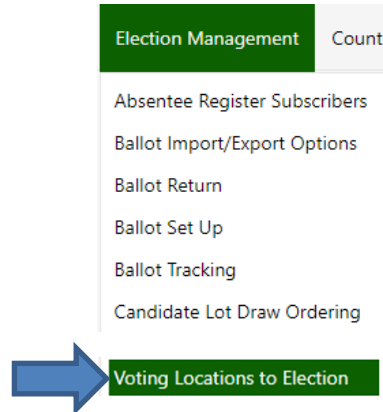 Election Management Count
Absentee Register Subscribers
Ballot Import/Export Options
Ballot Return
Ballot Set Up
Ballot Tracking
Candidate Lot Draw Ordering
Voting Locations to Election